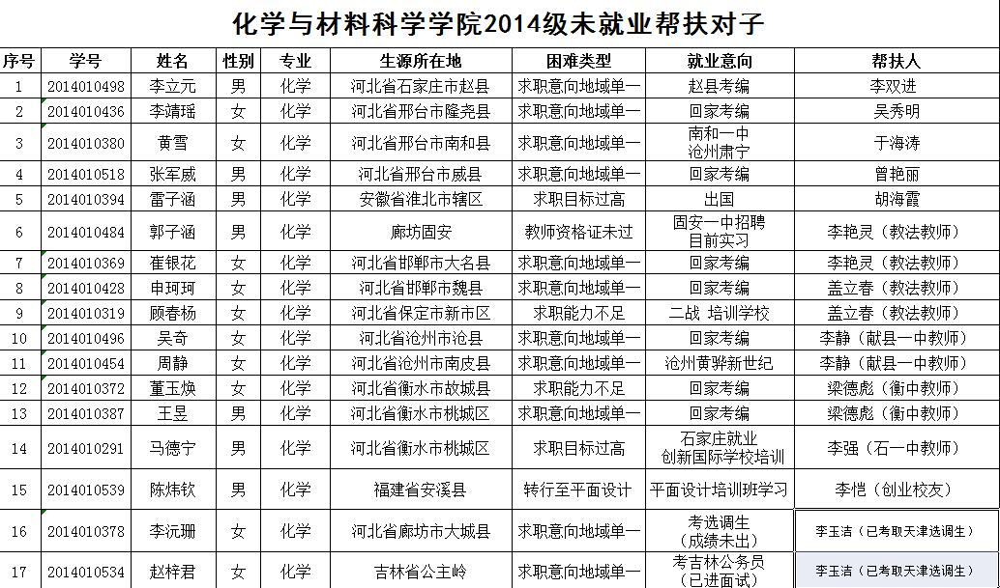 化学与材料科学学院2014级未就业帮扶对子
序号 学号 姓名 性别 专业 生源所在地 困难类型 就业意向 帮扶人
1 2014010498 李立元 男 化学 河北省石家庄市赵县 求职意向地域单一 赵县考编 李双进
2 2014010436 李靖瑶 女 化学 河北省邢台市隆尧县 求职意向地域单一 回家考编 吴秀明
3 2014010380 黄雪 女 化学 河北省邢台市南和县 求职意向地域单一 南和一中
沧州肃宁 于海涛
4 2014010518 张军威 男 化学 河北省邢台市威县 求职意向地域单一 回家考编 曾艳丽
5 2014010394 雷子涵 男 化学 安徽省淮北市辖区 求职目标过高 出国 胡海霞
6 2014010484 郭子涵 男 化学 廊坊固安 教师资格证未过 固安一中招聘
目前实习 李艳灵（教法教师）
7 2014010369 崔银花 女 化学 河北省邯郸市大名县 求职意向地域单一 回家考编 李艳灵（教法教师）
8 2014010428 申珂珂 女 化学 河北省邯郸市魏县 求职意向地域单一 回家考编 盖立春（教法教师）
9 2014010319 顾春杨 女 化学 河北省保定市新市区 求职能力不足 二战 培训学校 盖立春（教法教师）
10 2014010496 吴奇 女 化学 河北省沧州市沧县 求职意向地域单一 回家考编 李静（献县一中教师）
11 2014010454 周静 女 化学 河北省沧州市南皮县 求职意向地域单一 沧州黄骅新世纪 李静（献县一中教师）
12 2014010372 董玉焕 女 化学 河北省衡水市故城县 求职能力不足 回家考编 梁德彪（衡中教师）
13 2014010387 王昱 男 化学 河北省衡水市桃城区 求职意向地域单一 回家考编 梁德彪（衡中教师）
14 2014010291 马德宁 男 化学 河北省衡水市桃城区 求职目标过高 石家庄就业
创新国际学校培训 李强（石一中教师）
15 2014010539 陈炜钦 男 化学 福建省安溪县 转行至平面设计 平面设计培训班学习 李恺（创业校友）
16 2014010378 李沅珊 女 化学 河北省廊坊市大城县 求职意向地域单一 考选调生
（成绩未出） 李玉洁（已考取天津选调生）
17 2014010534 赵梓君 女 化学 吉林省公主岭 求职意向地域单一 考吉林公务员
（已进面试） 李玉洁（已考取天津选调生）